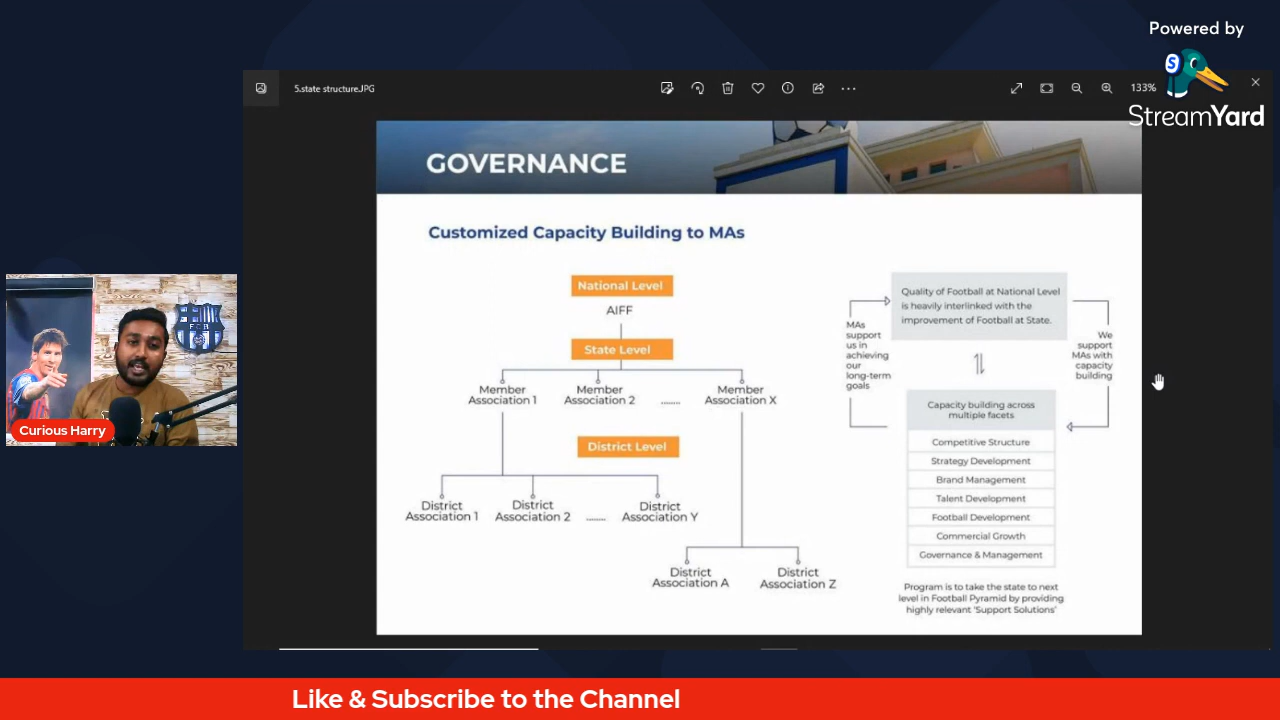 Powered by
StreamYard
5.state structure.JPG
133%
GOVERNANCE
Customized Capacity Building to MAs
National Level
AIFF
State Level
Member
Association 1
Member
Association 2
........
Member
Association X
District Level
District
Association 1
District
Association 2
........
District
Association Y
District
Association A
District
Association Z
MAs
support
us in
achieving
our
long-term
goals
Quality of Football at National Level
is heavily interlinked with the
improvement of Football at State.
We
support
MAs with
capacity
building
Capacity building across
multiple facets
Competitive Structure
Strategy Development
Brand Management
Talent Development
Football Development
Commercial Growth
Governance & Management
Program is to take the state to next
level in Football Pyramid by providing
highly relevant 'Support Solutions'
FCB
Curious Harry
Like & Subscribe to the Channel